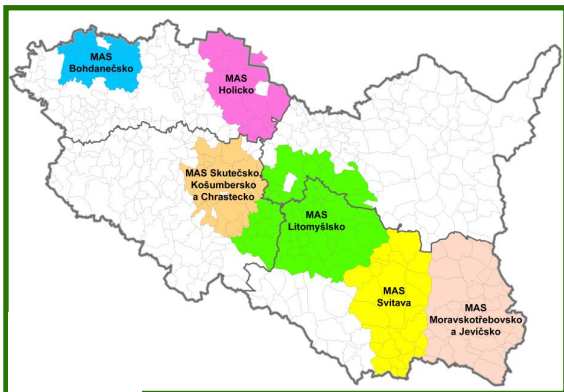 MAS
Bohdanečsko
MAS
Holicko
MAS Skutečsko,
Košumbersko
a Chrastecko
MAS
Litomyšlsko
MAS
Svitava
MAS
Moravskotřebovsko
a Jevíčsko